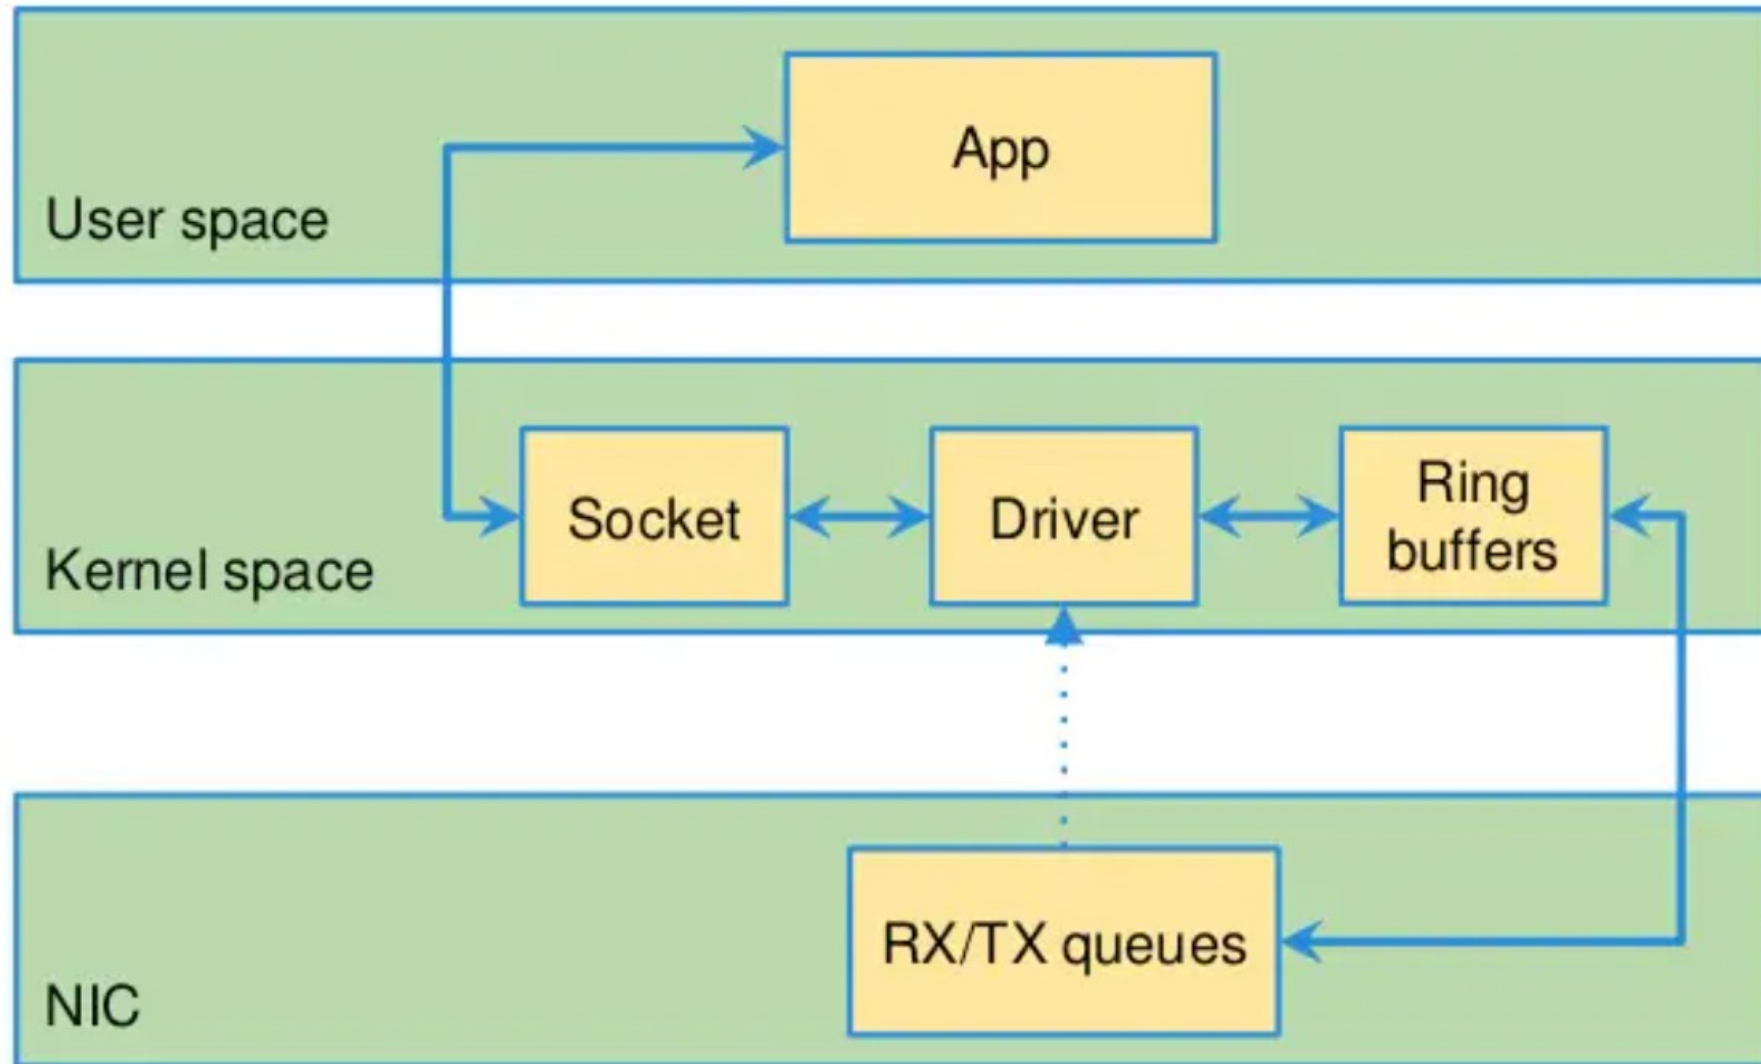 App
User space
Socket
Driver
Ring
buffers
Kernel space
RX/TX queues
NIC